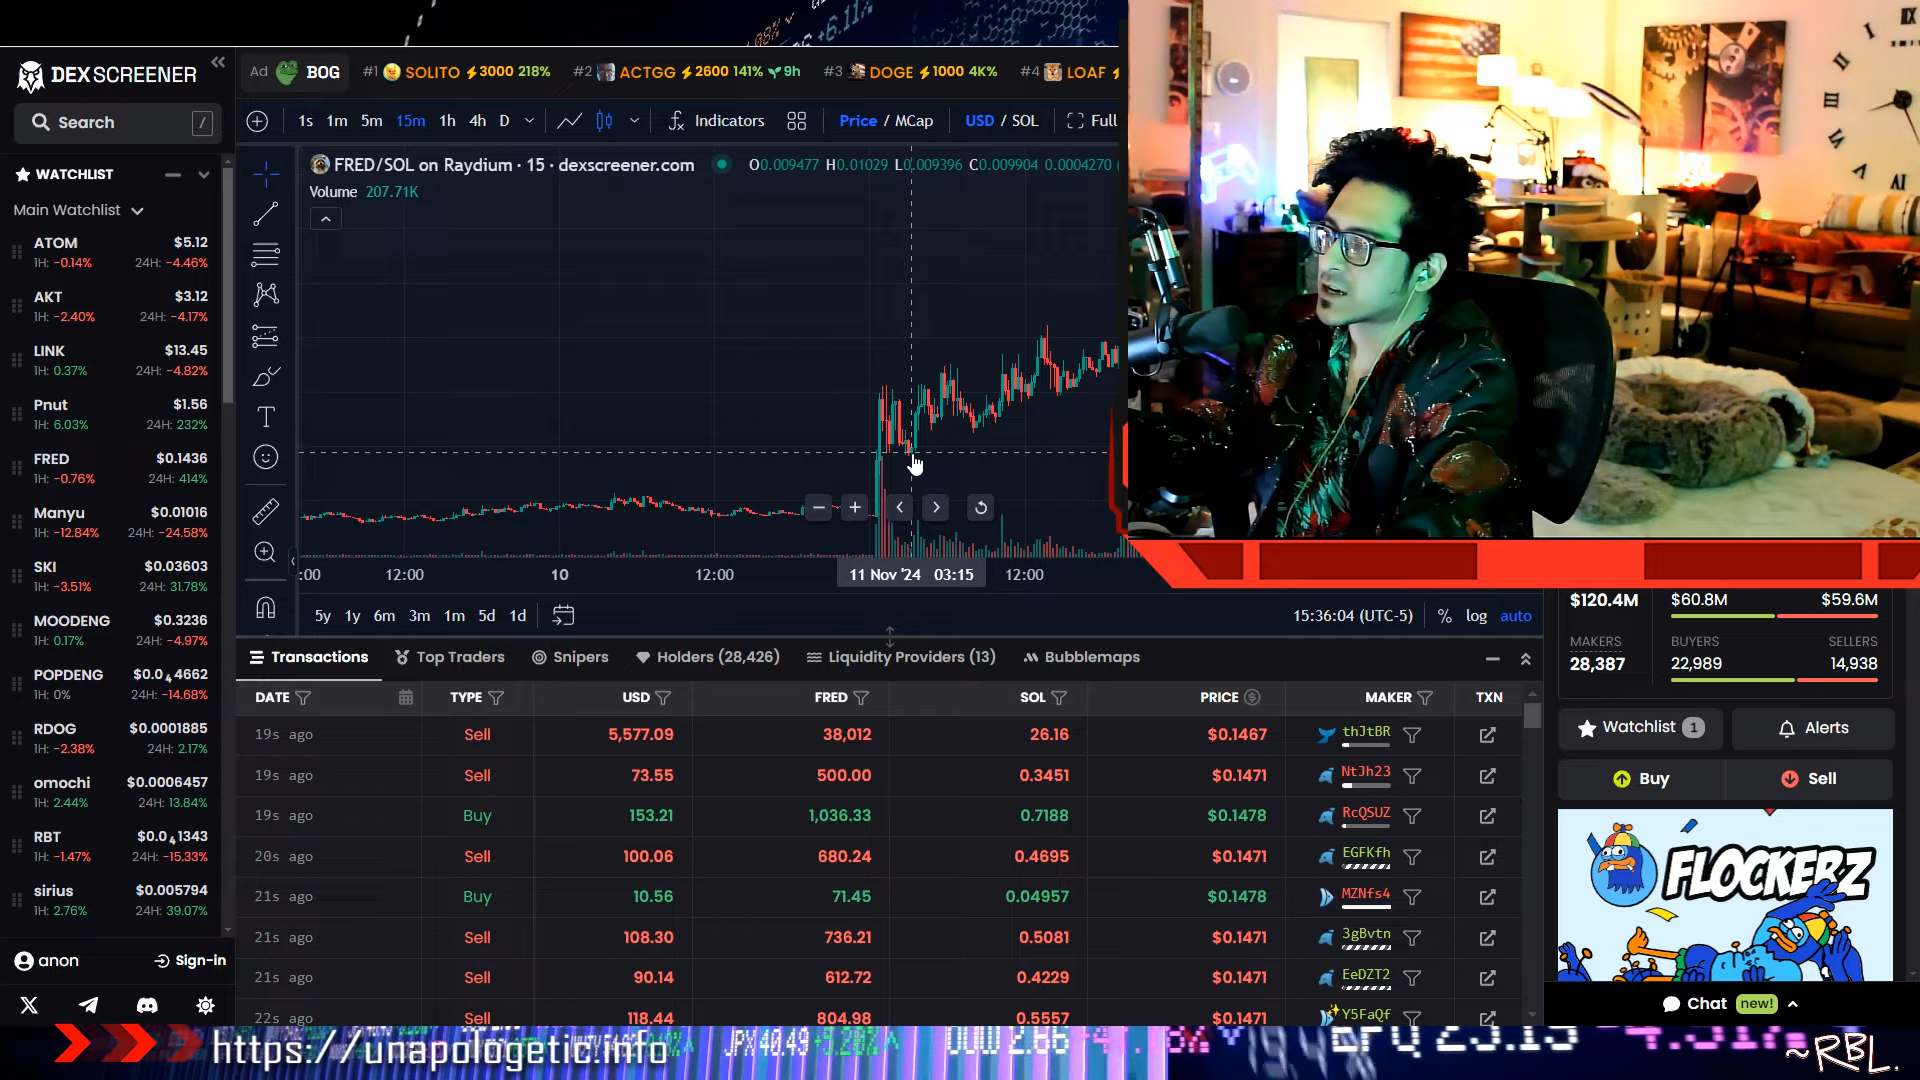 DEX SCREENER
Ad BOG #1 SOLITO 3000 218% #2 ACTGG 2600 141% 9h #3 DOGE 1000 4K% #4 LOAF
Search /
1s 1m 5m 15m 1h 4h D Indicators Price / MCap USD / SOL Full
WATCHLIST
Main Watchlist
FRED/SOL on Raydium · 15 · dexscreener.com O0.009477 H0.01029 L0.009396 C0.009904 0.0004270
Volume 207.71K
ATOM $5.12
1H: -0.14% 24H: -4.46%
AKT $3.12
1H: -2.40% 24H: -4.17%
LINK $13.45
1H: 0.37% 24H: -4.82%
Pnut $1.56
1H: 6.03% 24H: 232%
FRED $0.1436
1H: -0.76% 24H: 414%
Manyu $0.01016
1H: -12.84% 24H: -24.58%
SKI $0.03603
1H: -3.51% 24H: 31.78%
MOODENG $0.3236
1H: 0.17% 24H: -4.97%
POPDENG $0.0₄4662
1H: 0% 24H: -14.68%
RDOG $0.0001885
1H: -2.38% 24H: 2.17%
omochi $0.0006457
1H: 2.44% 24H: 13.84%
RBT $0.0₄1343
1H: -1.47% 24H: -15.33%
sirius $0.005794
1H: 2.76% 24H: 39.07%
anon Sign-in
:00 12:00 10 12:00 11 Nov '24 03:15 12:00
5y 1y 6m 3m 1m 5d 1d 15:36:04 (UTC-5) % log auto
Transactions Top Traders Snipers Holders (28,426) Liquidity Providers (13) Bubblemaps
DATE TYPE USD FRED SOL PRICE MAKER TXN
19s ago Sell 5,577.09 38,012 26.16 $0.1467 thJtBR
19s ago Sell 73.55 500.00 0.3451 $0.1471 NtJh23
19s ago Buy 153.21 1,036.33 0.7188 $0.1478 RcQSUZ
20s ago Sell 100.06 680.24 0.4695 $0.1471 EGFKfh
21s ago Buy 10.56 71.45 0.04957 $0.1478 MZNfs4
21s ago Sell 108.30 736.21 0.5081 $0.1471 3gBvtn
21s ago Sell 90.14 612.72 0.4229 $0.1471 EeDZT2
22s ago Sell 118.44 804.98 0.5557 $0.1471 Y5FaQf
$120.4M $60.8M $59.6M
MAKERS BUYERS SELLERS
28,387 22,989 14,938
Watchlist 1 Alerts
Buy Sell
FLOCKERZ
Chat new!
https://unapologetic.info
JPX 40.49
~RBL.